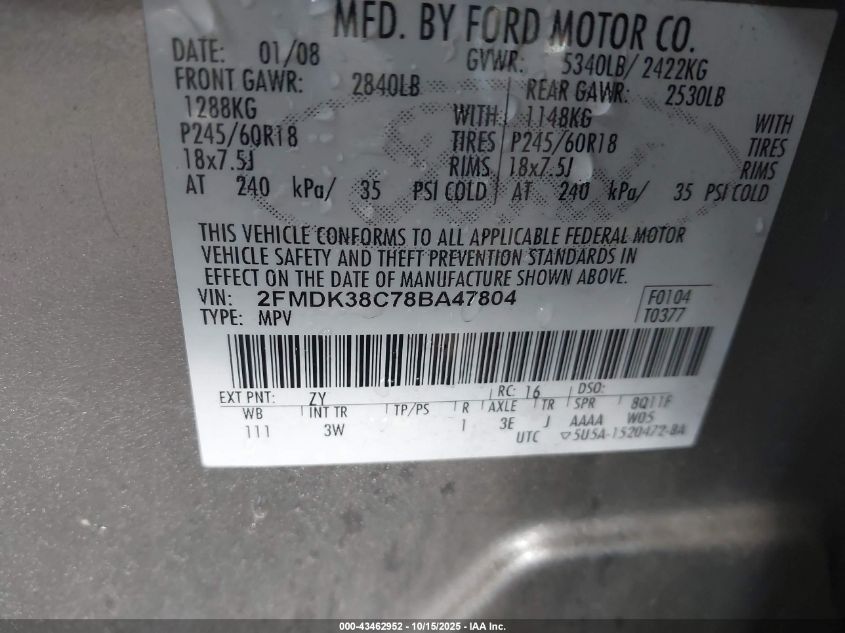 MFD. BY FORD MOTOR CO.
DATE: 01/08 GVWR: 5340LB/ 2422KG
FRONT GAWR: 2840LB REAR GAWR: 2530LB
1288KG WITH 1148KG WITH
P245/60R18 TIRES P245/60R18 TIRES
18x7.5J RIMS 18x7.5J RIMS
AT 240 kPa/ 35 PSI COLD AT 240 kPa/ 35 PSI COLD
THIS VEHICLE CONFORMS TO ALL APPLICABLE FEDERAL MOTOR
VEHICLE SAFETY AND THEFT PREVENTION STANDARDS IN
EFFECT ON THE DATE OF MANUFACTURE SHOWN ABOVE.
VIN: 2FMDK38C78BA47804 F0104
TYPE: MPV T0377
EXT PNT: ZY RC: 16 DSO:
WB INT TR TP/PS R AXLE TR SPR 8Q11F
111 3W 1 3E J AAAA W05
UTC ▽5U5A-1520472-BA
000-43462952 - 10/15/2025 - IAA Inc.